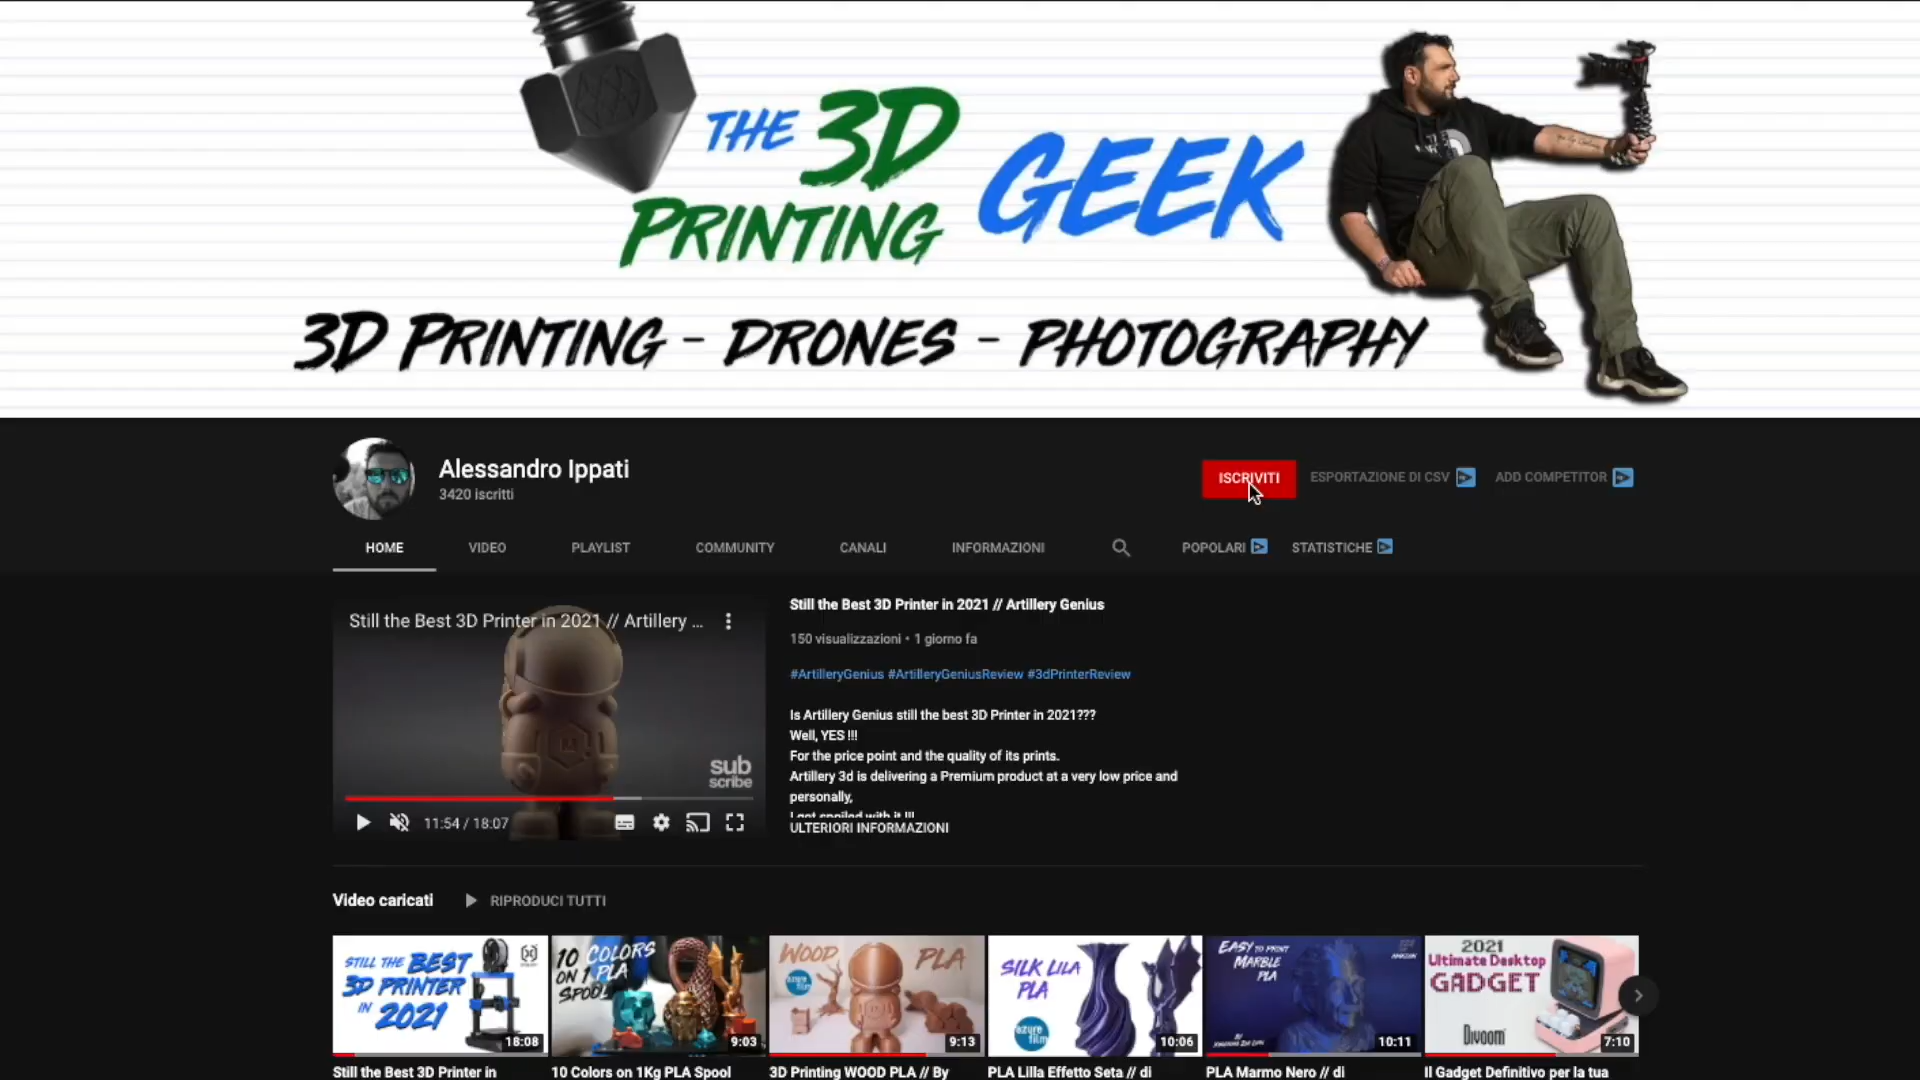 THE 3D
PRINTING GEEK
3D PRINTING - DRONES - PHOTOGRAPHY
Alessandro Ippati
3420 iscritti
ISCRIVITI
ESPORTAZIONE DI CSV
ADD COMPETITOR
HOME
VIDEO
PLAYLIST
COMMUNITY
CANALI
INFORMAZIONI
POPOLARI
STATISTICHE
Still the Best 3D Printer in 2021 // Artillery ...
sub
scribe
11:54 / 18:07
Still the Best 3D Printer in 2021 // Artillery Genius
150 visualizzazioni • 1 giorno fa
#ArtilleryGenius #ArtilleryGeniusReview #3dPrinterReview
Is Artillery Genius still the best 3D Printer in 2021???
Well, YES !!!
For the price point and the quality of its prints.
Artillery 3d is delivering a Premium product at a very low price and
personally,
I got spoiled with it !!!
ULTERIORI INFORMAZIONI
Video caricati
RIPRODUCI TUTTI
STILL THE BEST
3D PRINTER
IN 2021
18:08
10 COLORS
ON 1 PLA
SPOOL
9:03
WOOD PLA
azure
film
9:13
SILK LILA
PLA
azure
film
10:06
EASY TO PRINT
MARBLE
PLA
10:11
2021
Ultimate Desktop
GADGET
Divoom
7:10
Still the Best 3D Printer in
10 Colors on 1Kg PLA Spool
3D Printing WOOD PLA // By
PLA Lilla Effetto Seta // di
PLA Marmo Nero // di
Il Gadget Definitivo per la tua